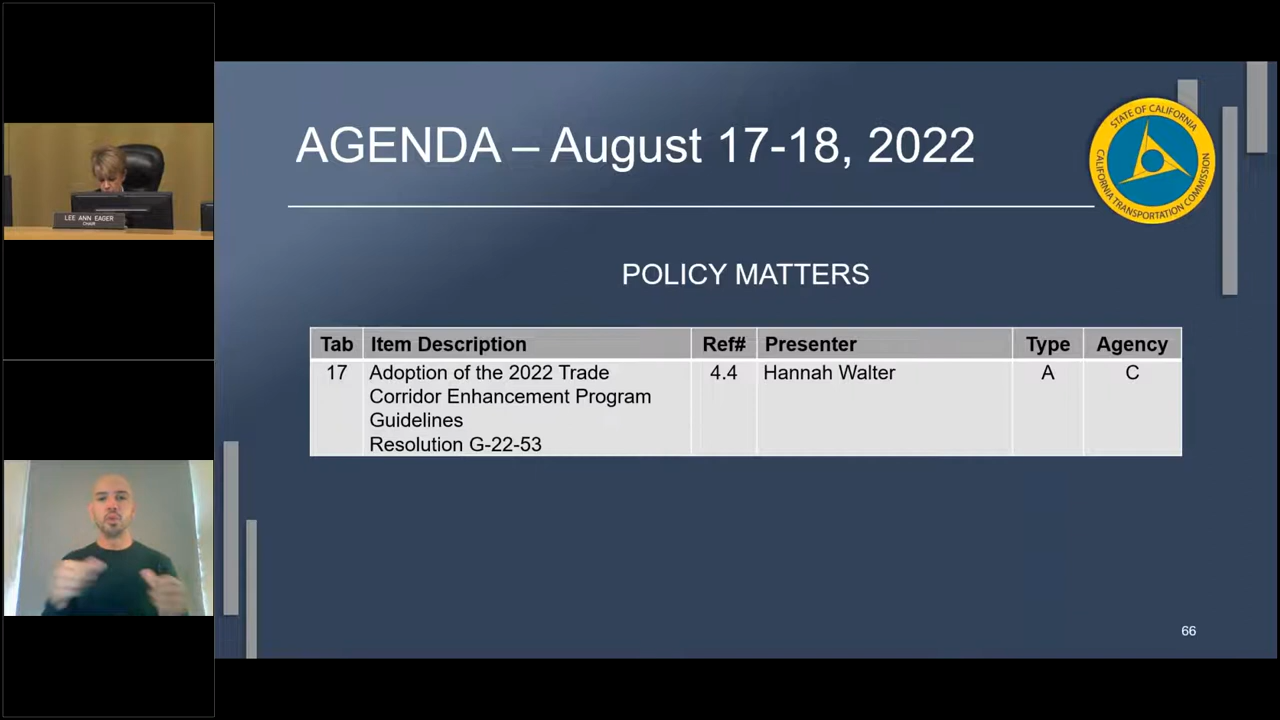 AGENDA – August 17-18, 2022
STATE OF CALIFORNIA
CALIFORNIA TRANSPORTATION COMMISSION
LEE ANN EAGER
CHAIR
POLICY MATTERS
Tab Item Description Ref# Presenter Type Agency
17 Adoption of the 2022 Trade 4.4 Hannah Walter A C
Corridor Enhancement Program
Guidelines
Resolution G-22-53
66